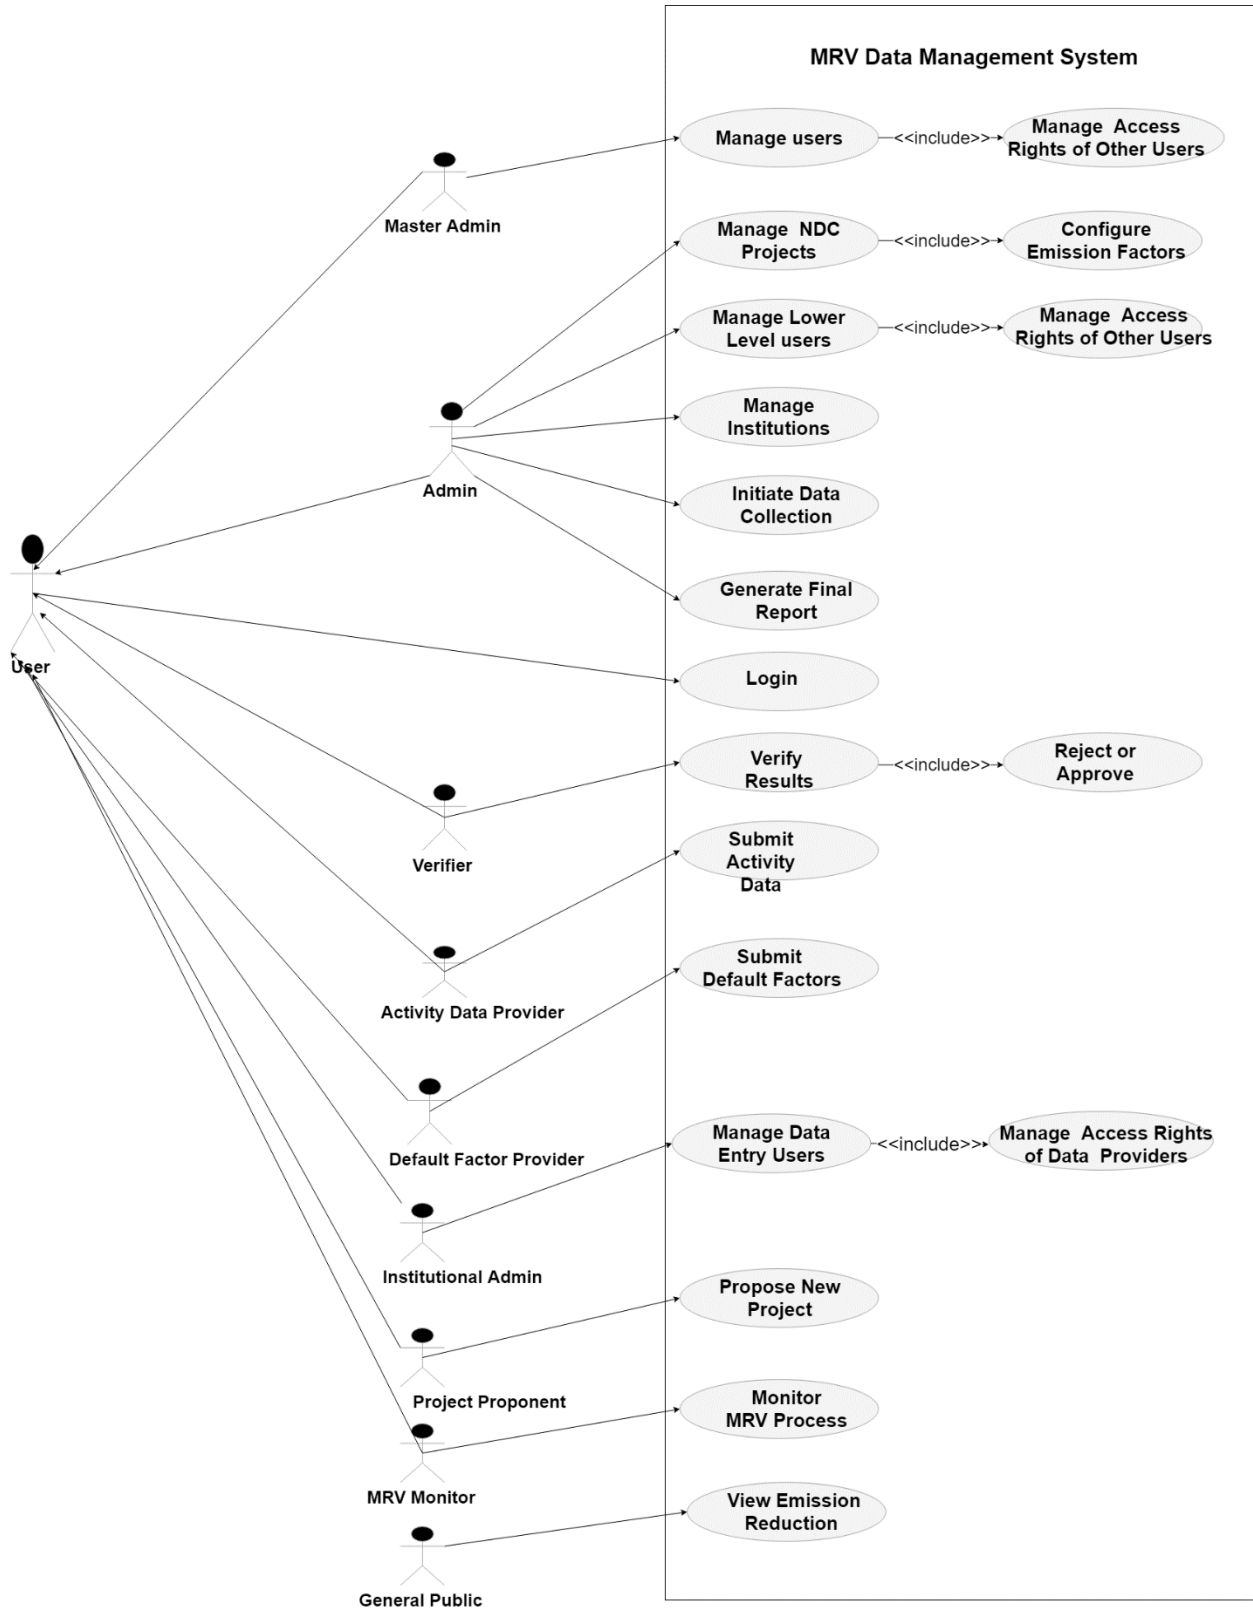 MRV Data Management System
Manage users
<<include>>
Manage Access
Rights of Other Users
Master Admin
Manage NDC
Projects
<<include>>
Configure
Emission Factors
Manage Lower
Level users
<<include>>
Manage Access
Rights of Other Users
Manage
Institutions
Admin
Initiate Data
Collection
Generate Final
Report
User
Login
Verify
Results
<<include>>
Reject or
Approve
Verifier
Submit
Activity
Data
Activity Data Provider
Submit
Default Factors
Default Factor Provider
Manage Data
Entry Users
<<include>>
Manage Access Rights
of Data Providers
Institutional Admin
Propose New
Project
Project Proponent
Monitor
MRV Process
MRV Monitor
View Emission
Reduction
General Public